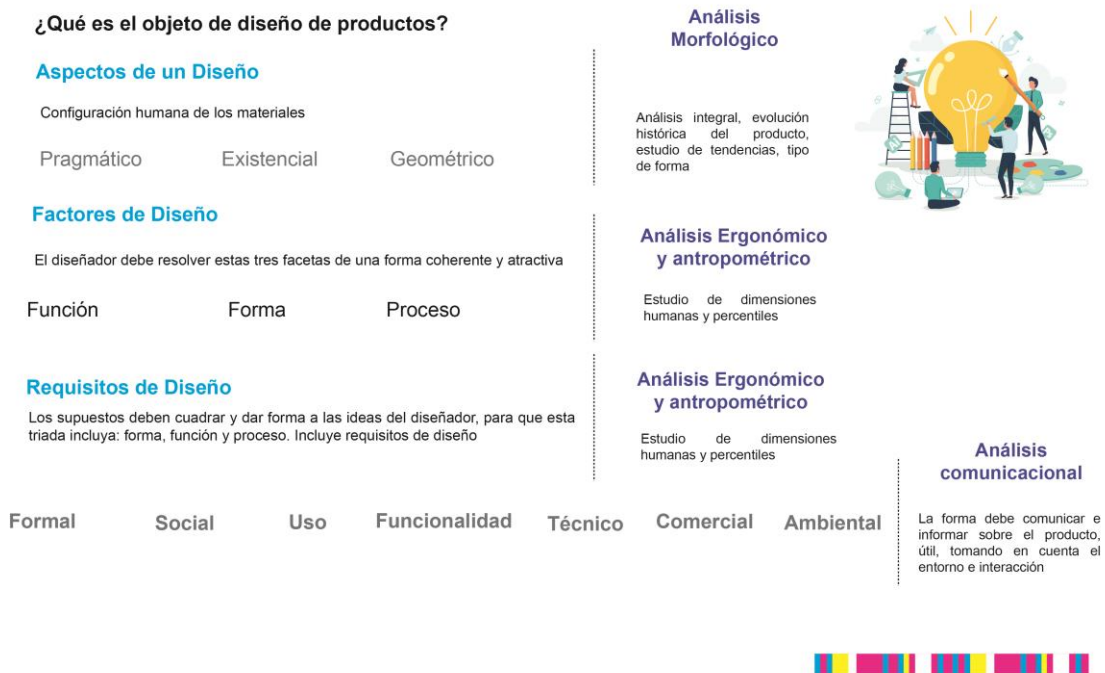 ¿Qué es el objeto de diseño de productos?
Aspectos de un Diseño
Configuración humana de los materiales
Pragmático Existencial Geométrico
Factores de Diseño
El diseñador debe resolver estas tres facetas de una forma coherente y atractiva
Función Forma Proceso
Requisitos de Diseño
Los supuestos deben cuadrar y dar forma a las ideas del diseñador, para que esta
triada incluya: forma, función y proceso. Incluye requisitos de diseño
Formal Social Uso Funcionalidad Técnico Comercial Ambiental
Análisis
Morfológico
Análisis integral, evolución
histórica del producto,
estudio de tendencias, tipo
de forma
Análisis Ergonómico
y antropométrico
Estudio de dimensiones
humanas y percentiles
Análisis Ergonómico
y antropométrico
Estudio de dimensiones
humanas y percentiles
Análisis
comunicacional
La forma debe comunicar e
informar sobre el producto,
útil, tomando en cuenta el
entorno e interacción